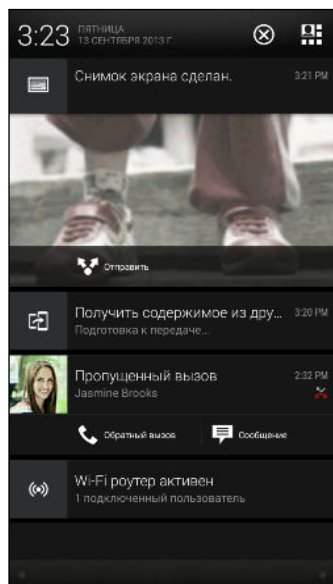 3:23
ПЯТНИЦА
13 СЕНТЯБРЯ 2013 Г.
Снимок экрана сделан.
3:21 PM
Отправить
Получить содержимое из дру...
3:20 PM
Подготовка к передаче...
Пропущенный вызов
2:32 PM
Jasmine Brooks
Обратный вызов
Сообщение
Wi-Fi роутер активен
1 подключенный пользователь